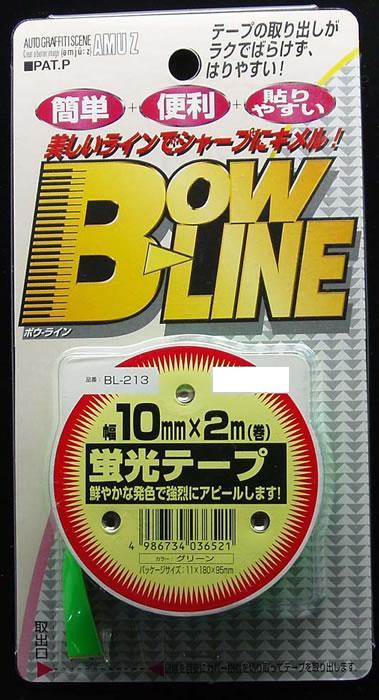 AUTO GRAFFITI SCENE AMUZ
■PAT.P
テープの取り出しが
ラクでばらけず、
はりやすい!
簡単 + 便利 + 貼りやすい
美しいラインでシャープにキメル!
BOW LINE
ボウ・ライン
品番: BL-213
幅10mm×2m(巻)
蛍光テープ
鮮やかな発色で強烈にアピールします!
4 986734 036521
カラー: グリーン
パッケージサイズ: 11×180×95mm
取出口